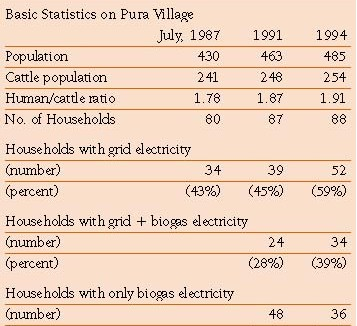 Basic Statistics on Pura Village
July, 1987 1991 1994
Population 430 463 485
Cattle population 241 248 254
Human/cattle ratio 1.78 1.87 1.91
No. of Households 80 87 88
Households with grid electricity
(number) 34 39 52
(percent) (43%) (45%) (59%)
Households with grid + biogas electricity
(number) 24 34
(percent) (28%) (39%)
Households with only biogas electricity
(number) 48 36